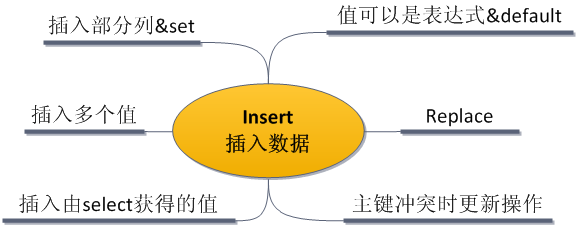 插入部分列&set
值可以是表达式&default
插入多个值
Insert
插入数据
Replace
插入由select获得的值
主键冲突时更新操作